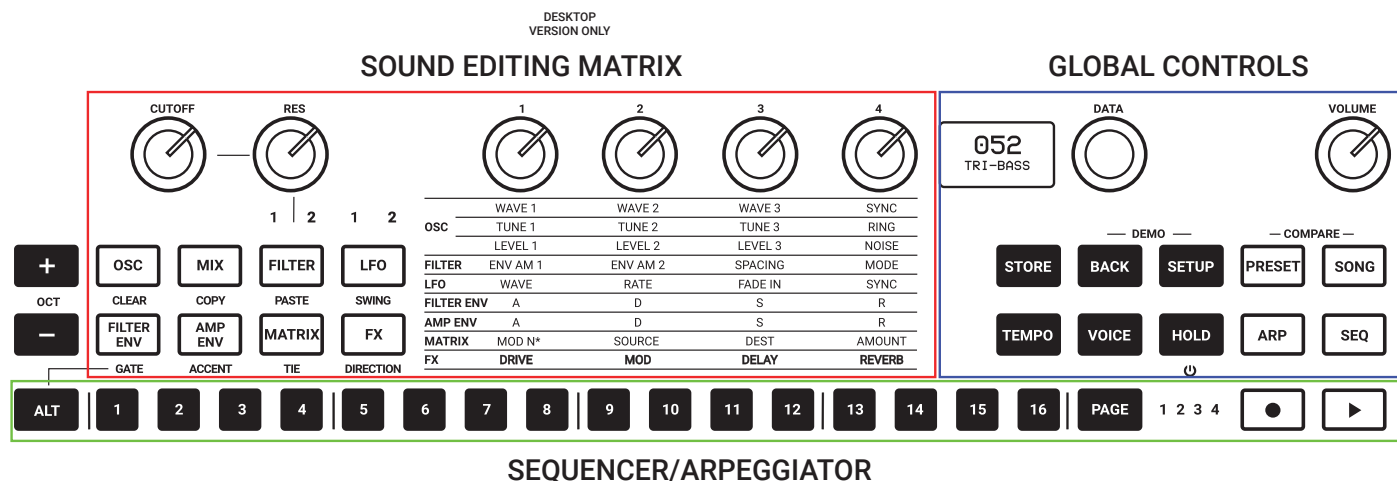 DESKTOP
VERSION ONLY
SOUND EDITING MATRIX
GLOBAL CONTROLS
CUTOFF
RES
1
2
3
4
DATA
VOLUME
052
TRI-BASS
1 2
1 2
WAVE 1 WAVE 2 WAVE 3 SYNC
OSC TUNE 1 TUNE 2 TUNE 3 RING
LEVEL 1 LEVEL 2 LEVEL 3 NOISE
FILTER ENV AM 1 ENV AM 2 SPACING MODE
LFO WAVE RATE FADE IN SYNC
FILTER ENV A D S R
AMP ENV A D S R
MATRIX MOD N* SOURCE DEST AMOUNT
FX DRIVE MOD DELAY REVERB
+
OCT
−
OSC MIX FILTER LFO
CLEAR COPY PASTE SWING
FILTER
ENV
AMP
ENV
MATRIX
FX
GATE ACCENT TIE DIRECTION
— DEMO —
— COMPARE —
STORE BACK SETUP PRESET SONG
TEMPO VOICE HOLD ARP SEQ
ALT 1 2 3 4 5 6 7 8 9 10 11 12 13 14 15 16 PAGE 1 2 3 4
SEQUENCER/ARPEGGIATOR